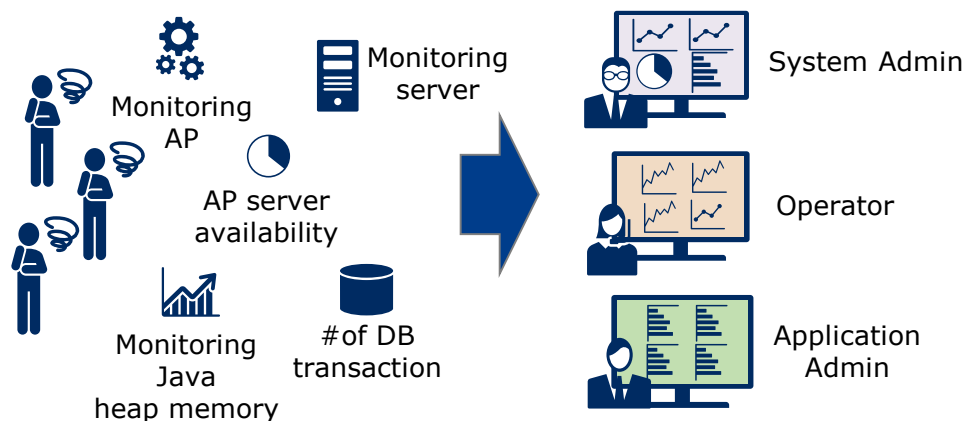 Monitoring
AP
Monitoring
server
AP server
availability
Monitoring
Java
heap memory
#of DB
transaction
System Admin
Operator
Application
Admin